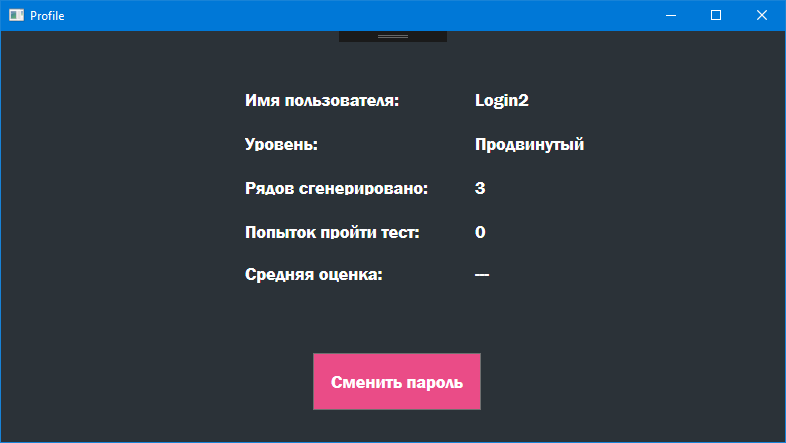 Profile
Имя пользователя: Login2
Уровень: Продвинутый
Рядов сгенерировано: 3
Попыток пройти тест: 0
Средняя оценка: —
Сменить пароль